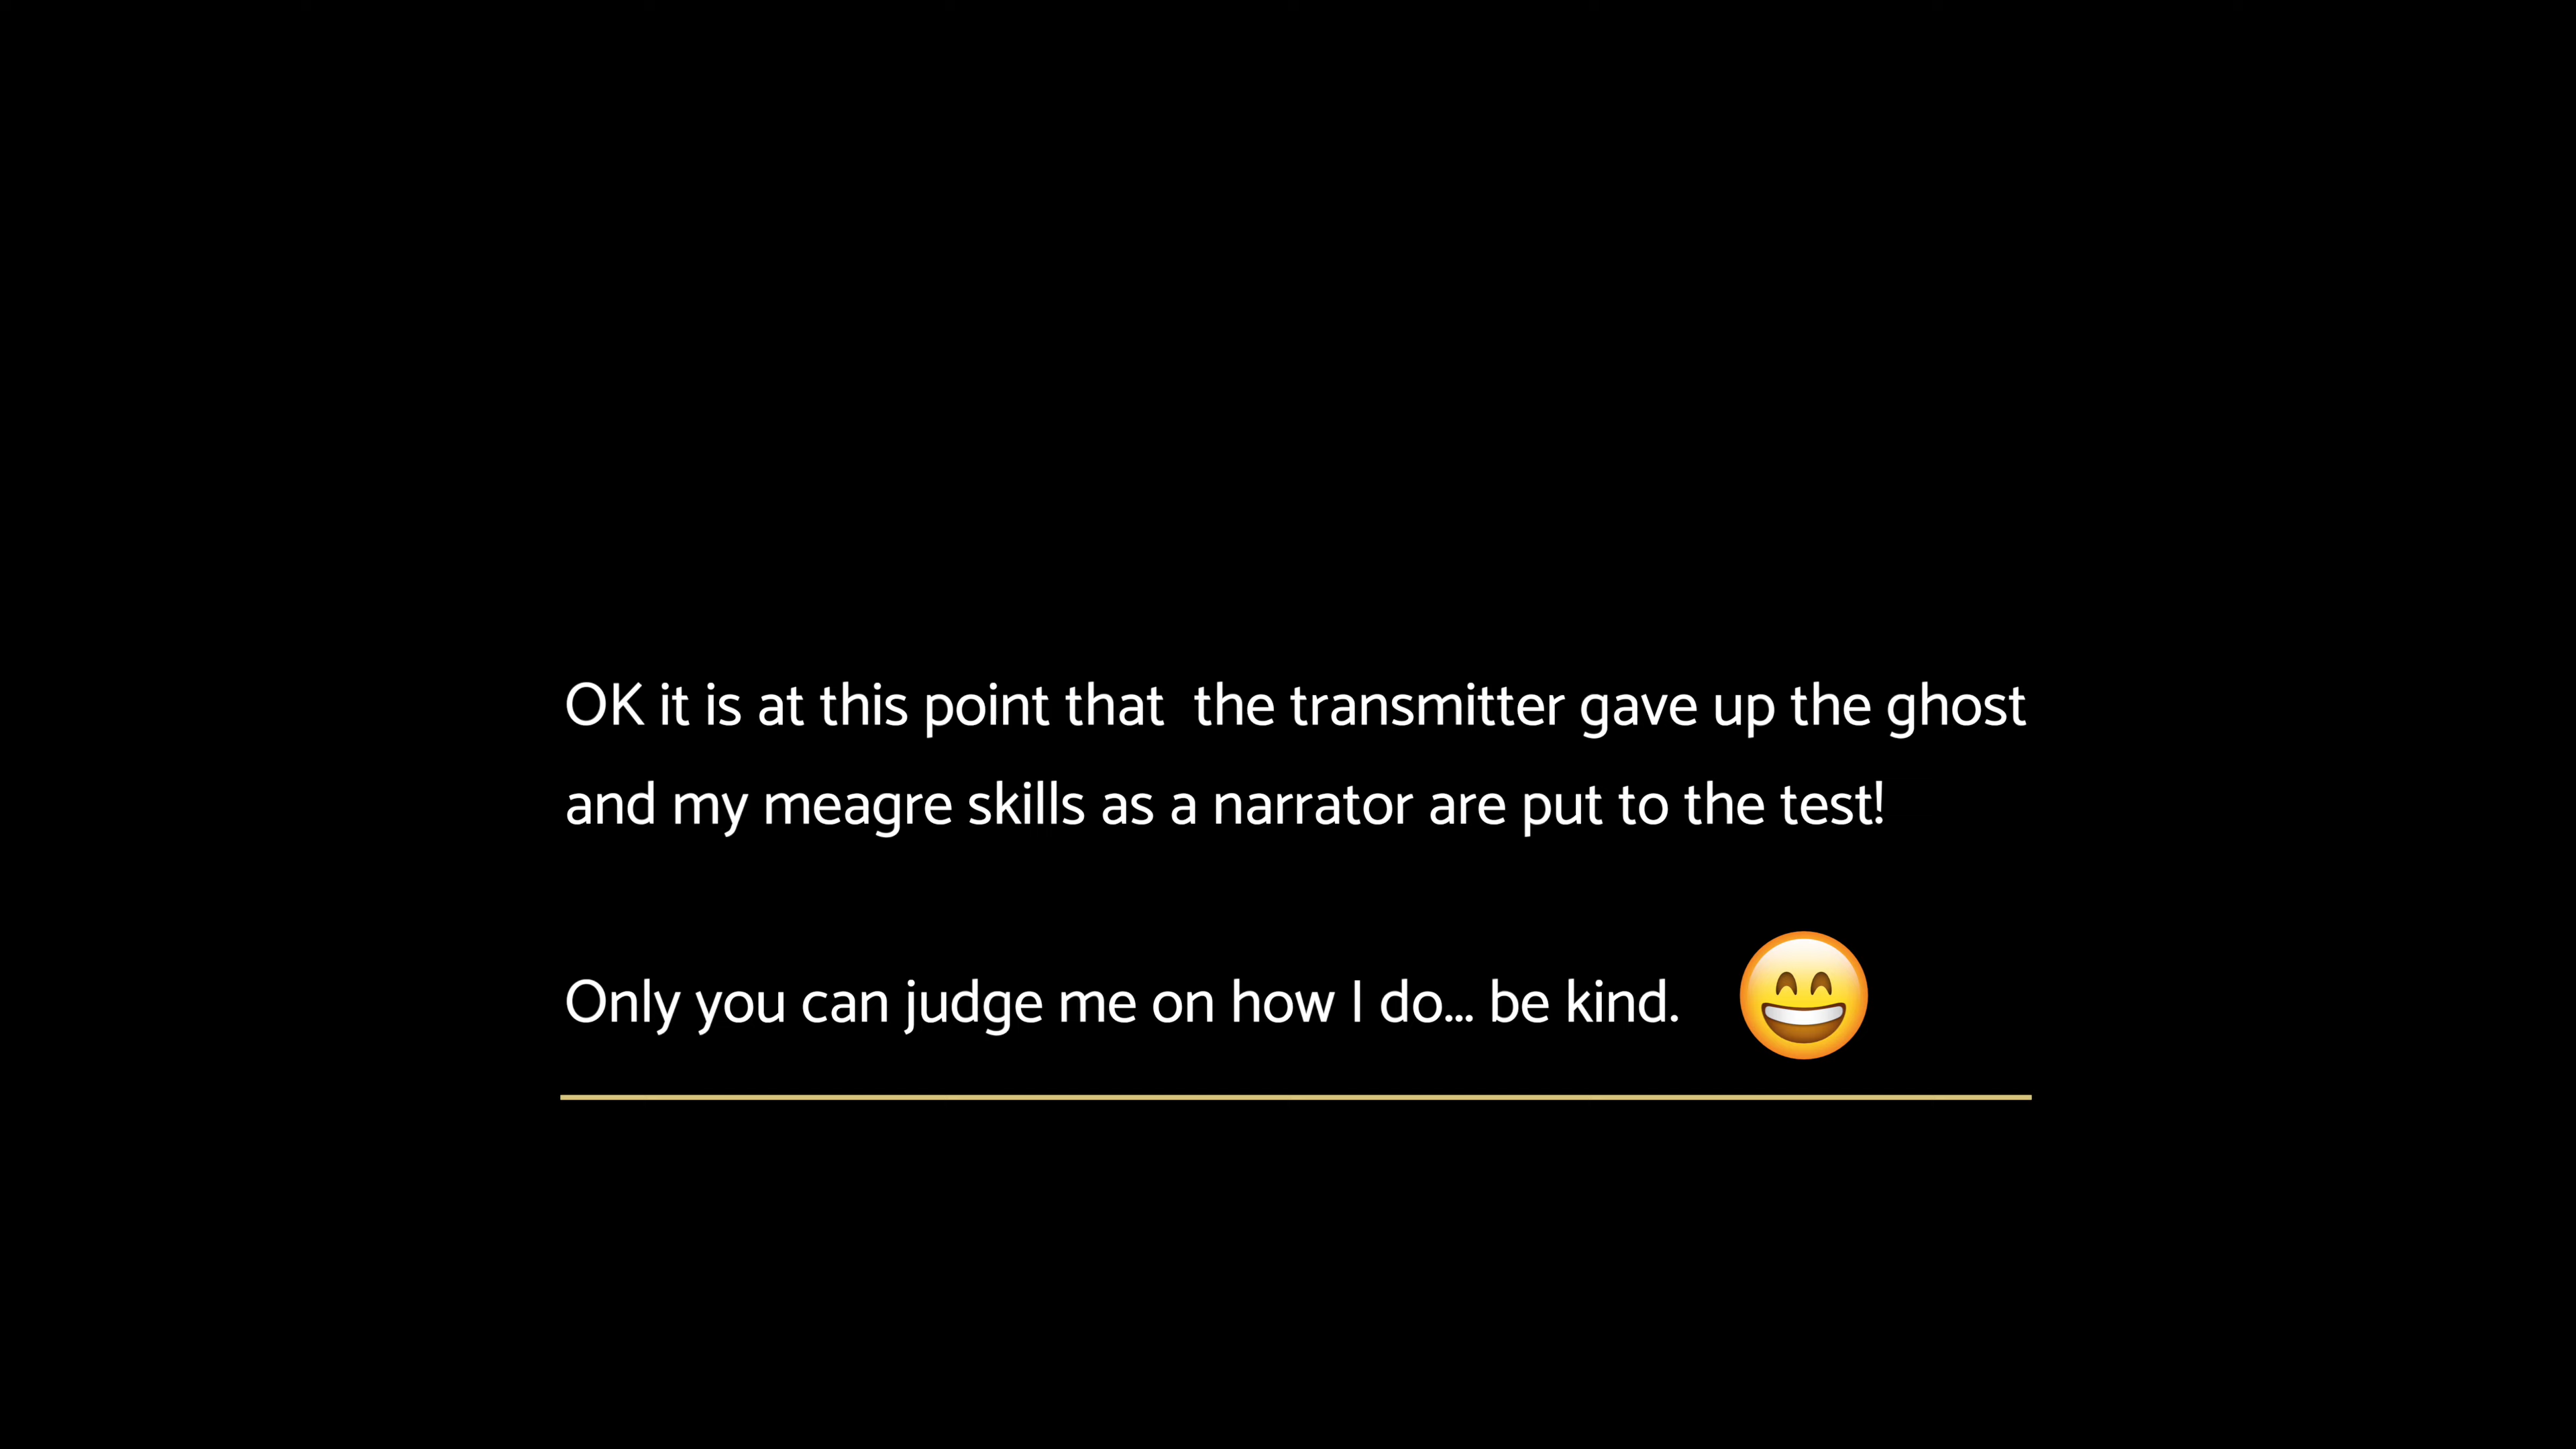 OK it is at this point that  the transmitter gave up the ghost
and my meagre skills as a narrator are put to the test!
Only you can judge me on how I do... be kind. 😄